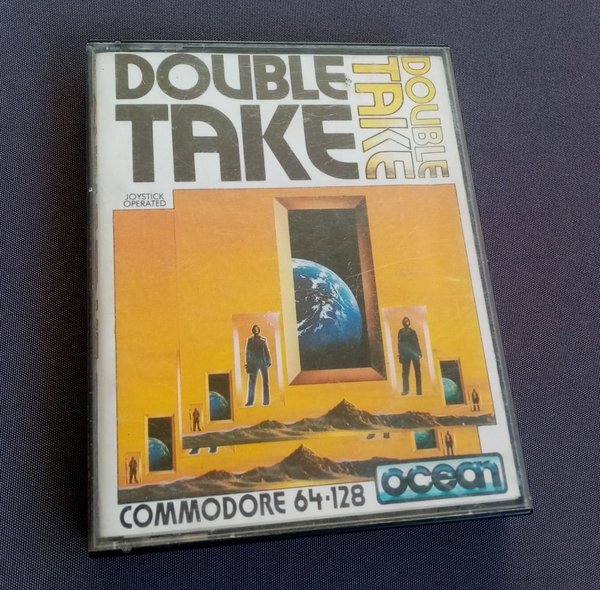 DOUBLE
TAKE
DOUBLE
TAKE
JOYSTICK
OPERATED
COMMODORE 64·128
ocean